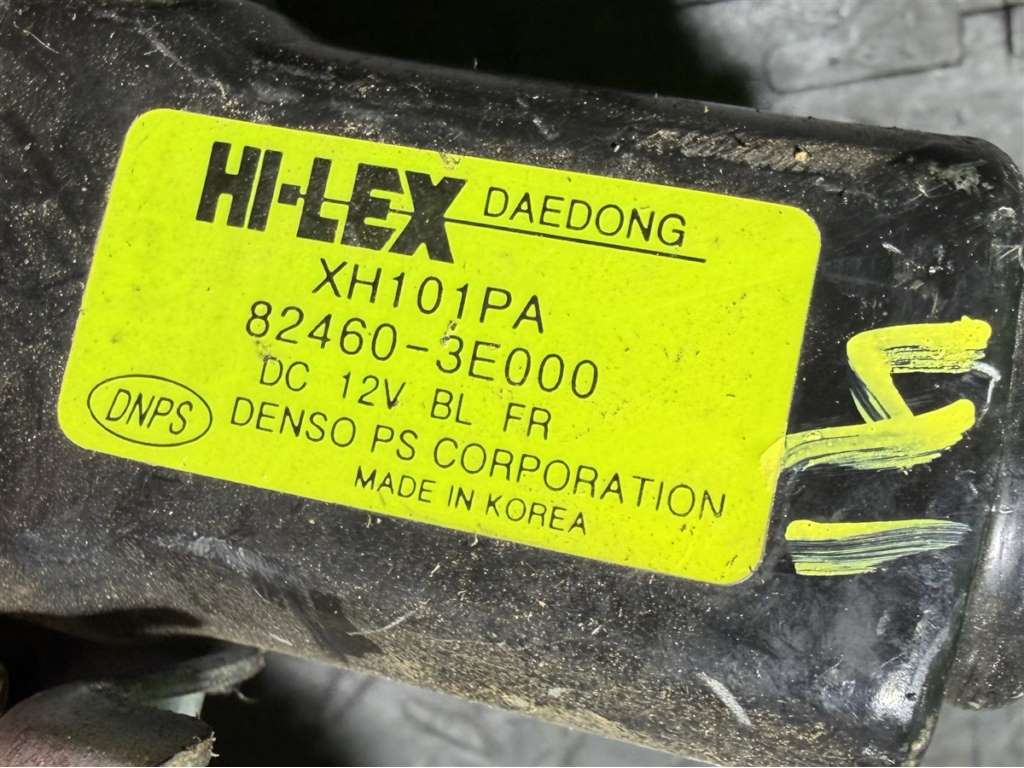 HI-LEX DAEDONG
XH101PA
82460-3E000
DC 12V BL FR
DNPS DENSO PS CORPORATION
MADE IN KOREA